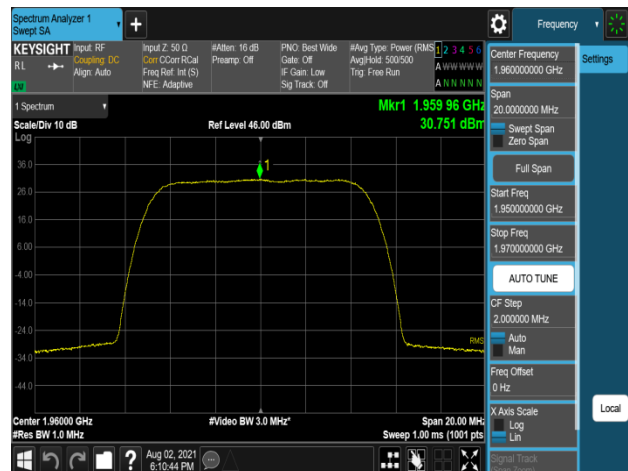 Spectrum Analyzer 1
Swept SA
Frequency
KEYSIGHT
RL
LXI
Input: RF
Coupling: DC
Align: Auto
Input Z: 50 Ω
Corr CCorr RCal
Freq Ref: Int (S)
NFE: Adaptive
#Atten: 16 dB
Preamp: Off
PNO: Best Wide
Gate: Off
IF Gain: Low
Sig Track: Off
#Avg Type: Power (RMS
Avg|Hold: 500/500
Trig: Free Run
1 2 3 4 5 6
A W W W W W
A N N N N N
Center Frequency
1.960000000 GHz
Settings
Span
20.0000000 MHz
Swept Span
Zero Span
Full Span
Start Freq
1.950000000 GHz
Stop Freq
1.970000000 GHz
AUTO TUNE
CF Step
2.000000 MHz
Auto
Man
Freq Offset
0 Hz
X Axis Scale
Log
Lin
Local
Signal Track
1 Spectrum
Mkr1 1.959 96 GHz
30.751 dBm
Scale/Div 10 dB
Ref Level 46.00 dBm
Log
1
36.0
26.0
16.0
6.00
-4.00
-14.0
-24.0
RMS
-34.0
-44.0
Center 1.96000 GHz
#Video BW 3.0 MHz*
Span 20.00 MHz
#Res BW 1.0 MHz
Sweep 1.00 ms (1001 pts
?
Aug 02, 2021
6:10:44 PM